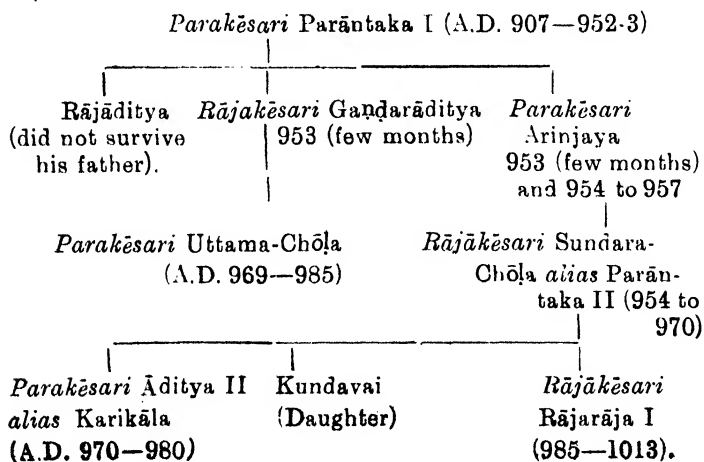 Parakēsari Parāntaka I (A.D. 907—952-3)
Rājāditya Rājakēsari Gaṇḍarāditya Parakēsari
(did not survive 953 (few months) Arinjaya
his father). 953 (few months)
and 954 to 957
Parakēsari Uttama-Chōḷa Rājākēsari Sundara-
(A.D. 969—985) Chōḷa alias Parān-
taka II (954 to
970)
Parakēsari Āditya II Kundavai Rājākēsari
alias Karikāla (Daughter) Rājarāja I
(A.D. 970—980) (985—1013).